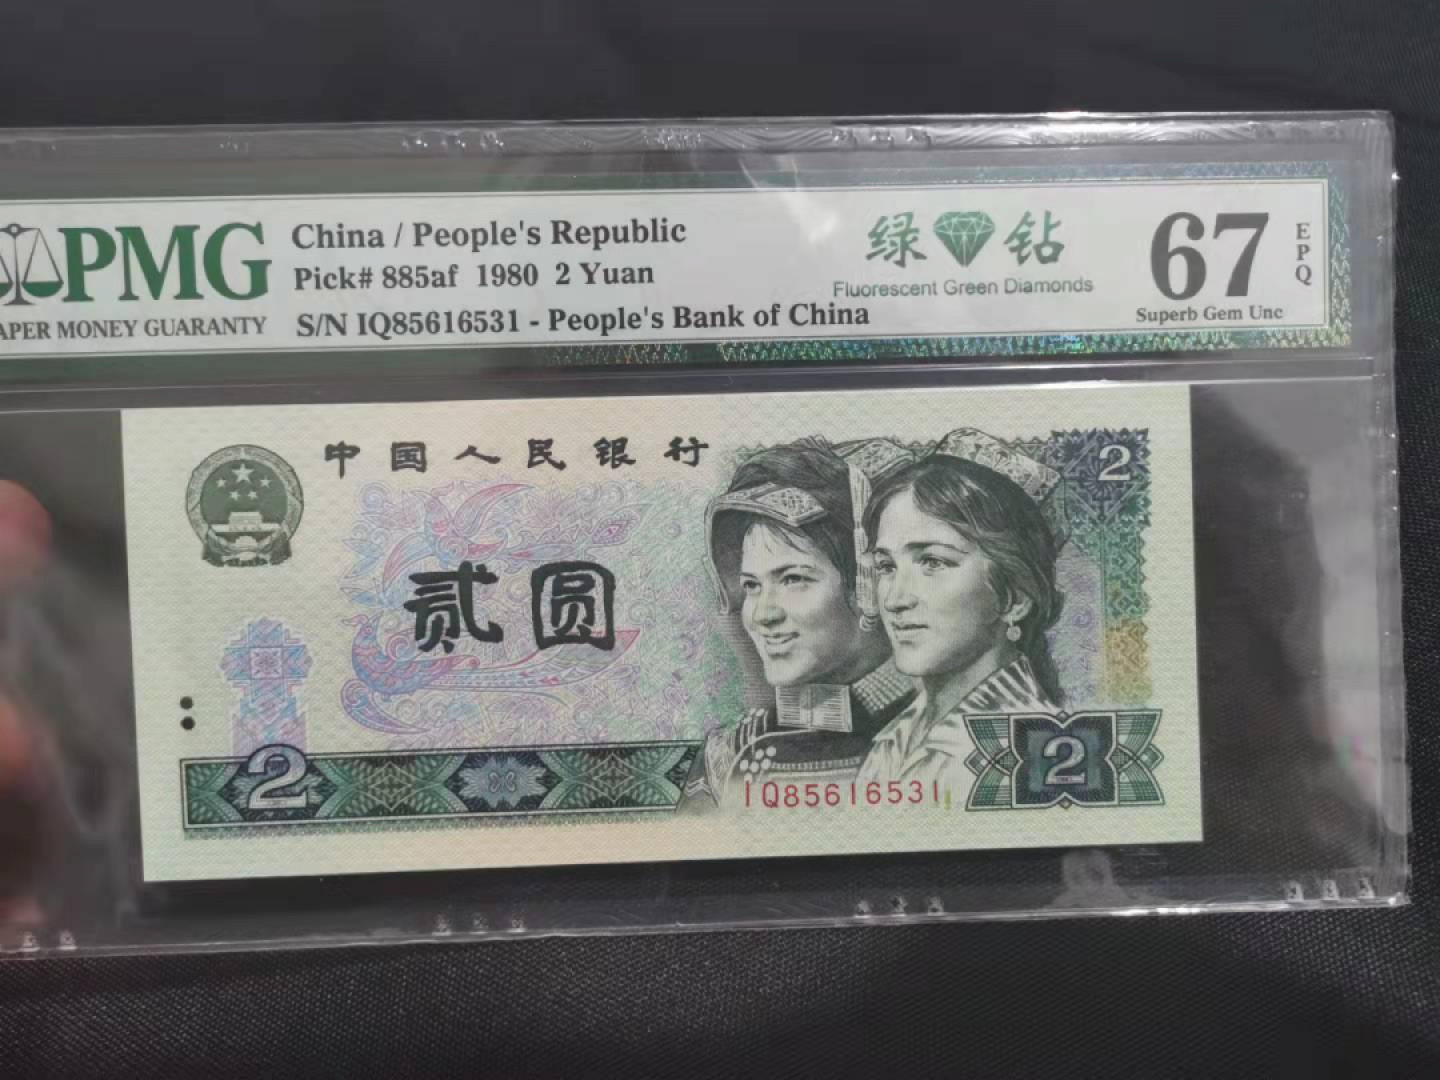 PMG
APER MONEY GUARANTY
China / People's Republic
Pick# 885af 1980 2 Yuan
S/N IQ85616531 - People's Bank of China
绿 钻
Fluorescent Green Diamonds
67
EPQ
Superb Gem Unc
中国人民银行
2
贰圆
2
2
IQ85616531